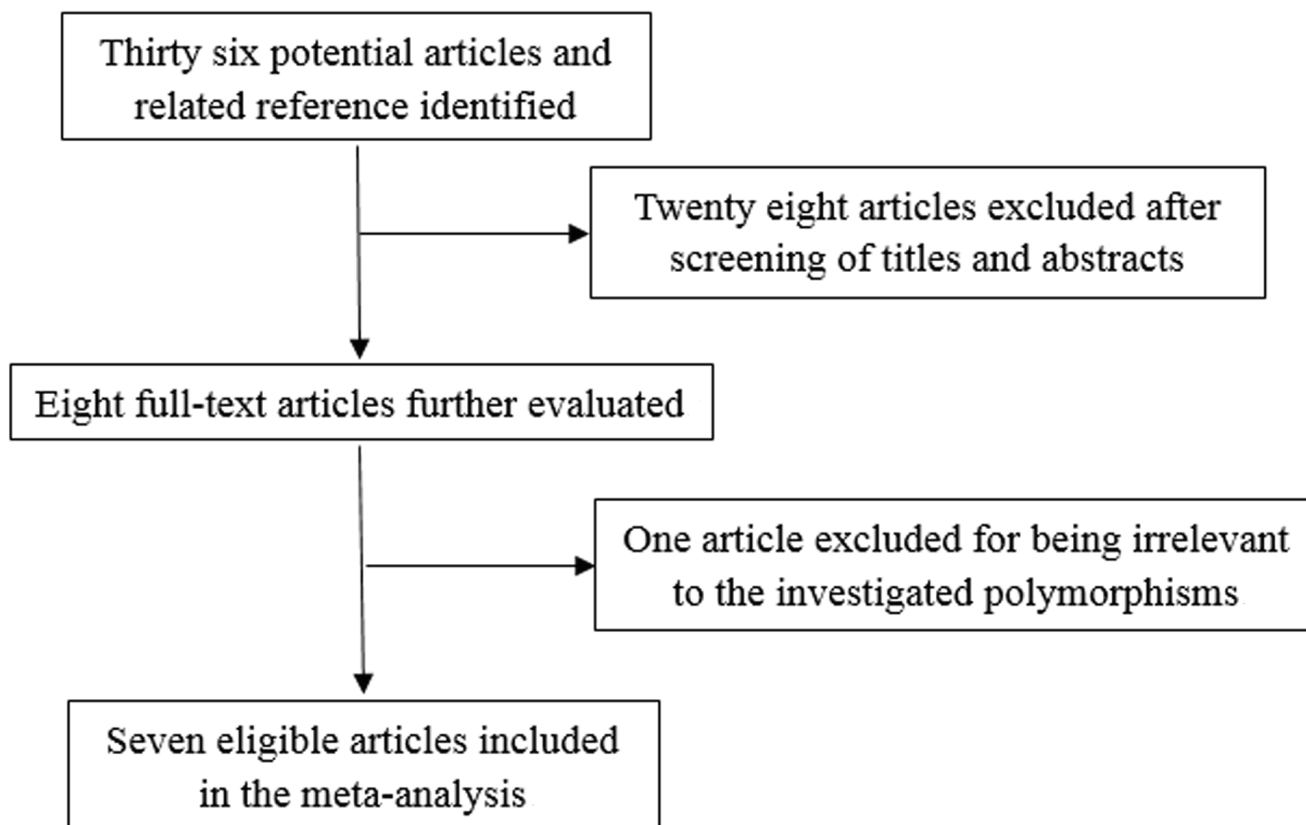 Thirty six potential articles and
related reference identified
Twenty eight articles excluded after
screening of titles and abstracts
Eight full-text articles further evaluated
One article excluded for being irrelevant
to the investigated polymorphisms
Seven eligible articles included
in the meta-analysis